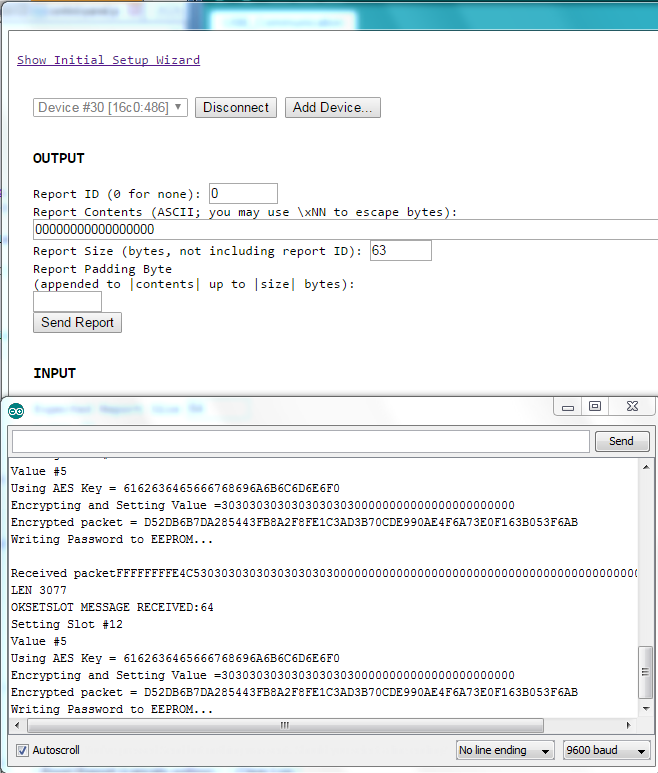 Show Initial Setup Wizard
Device #30 [16c0:486] Disconnect Add Device...
OUTPUT
Report ID (0 for none): 0
Report Contents (ASCII; you may use \xNN to escape bytes):
00000000000000000
Report Size (bytes, not including report ID): 63
Report Padding Byte
(appended to |contents| up to |size| bytes):
Send Report
INPUT
Send
Value #5
Using AES Key = 6162636465666768696A6B6C6D6E6F0
Encrypting and Setting Value =303030303030303030303000000000000000000000
Encrypted packet = D52DB6B7DA285443FB8A2F8FE1C3AD3B70CDE990AE4F6A73E0F163B053F6AB
Writing Password to EEPROM...
Received packetFFFFFFFFE4C530303030303030303030300000000000000000000000000000000000000000
LEN 3077
OKSETSLOT MESSAGE RECEIVED:64
Setting Slot #12
Value #5
Using AES Key = 6162636465666768696A6B6C6D6E6F0
Encrypting and Setting Value =303030303030303030303000000000000000000000
Encrypted packet = D52DB6B7DA285443FB8A2F8FE1C3AD3B70CDE990AE4F6A73E0F163B053F6AB
Writing Password to EEPROM...
Autoscroll No line ending 9600 baud